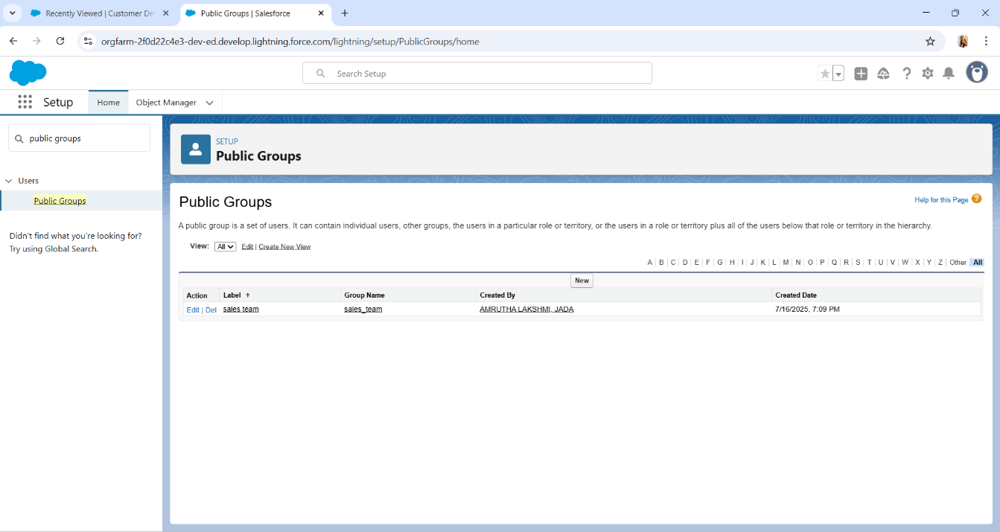 Recently Viewed | Customer De
Public Groups | Salesforce
orgfarm-2f0d22c4e3-dev-ed.develop.lightning.force.com/lightning/setup/PublicGroups/home
Search Setup
Setup
Home
Object Manager
public groups
Users
Public Groups
Didn't find what you're looking for?
Try using Global Search.
SETUP
Public Groups
Public Groups
Help for this Page
A public group is a set of users. It can contain individual users, other groups, the users in a particular role or territory, or the users in a role or territory plus all of the users below that role or territory in the hierarchy.
View: All Edit | Create New View
A | B | C | D | E | F | G | H | I | J | K | L | M | N | O | P | Q | R | S | T | U | V | W | X | Y | Z | Other | All
New
Action Label ↑ Group Name Created By Created Date
Edit | Del sales team sales_team AMRUTHA LAKSHMI, JADA 7/16/2025, 7:09 PM